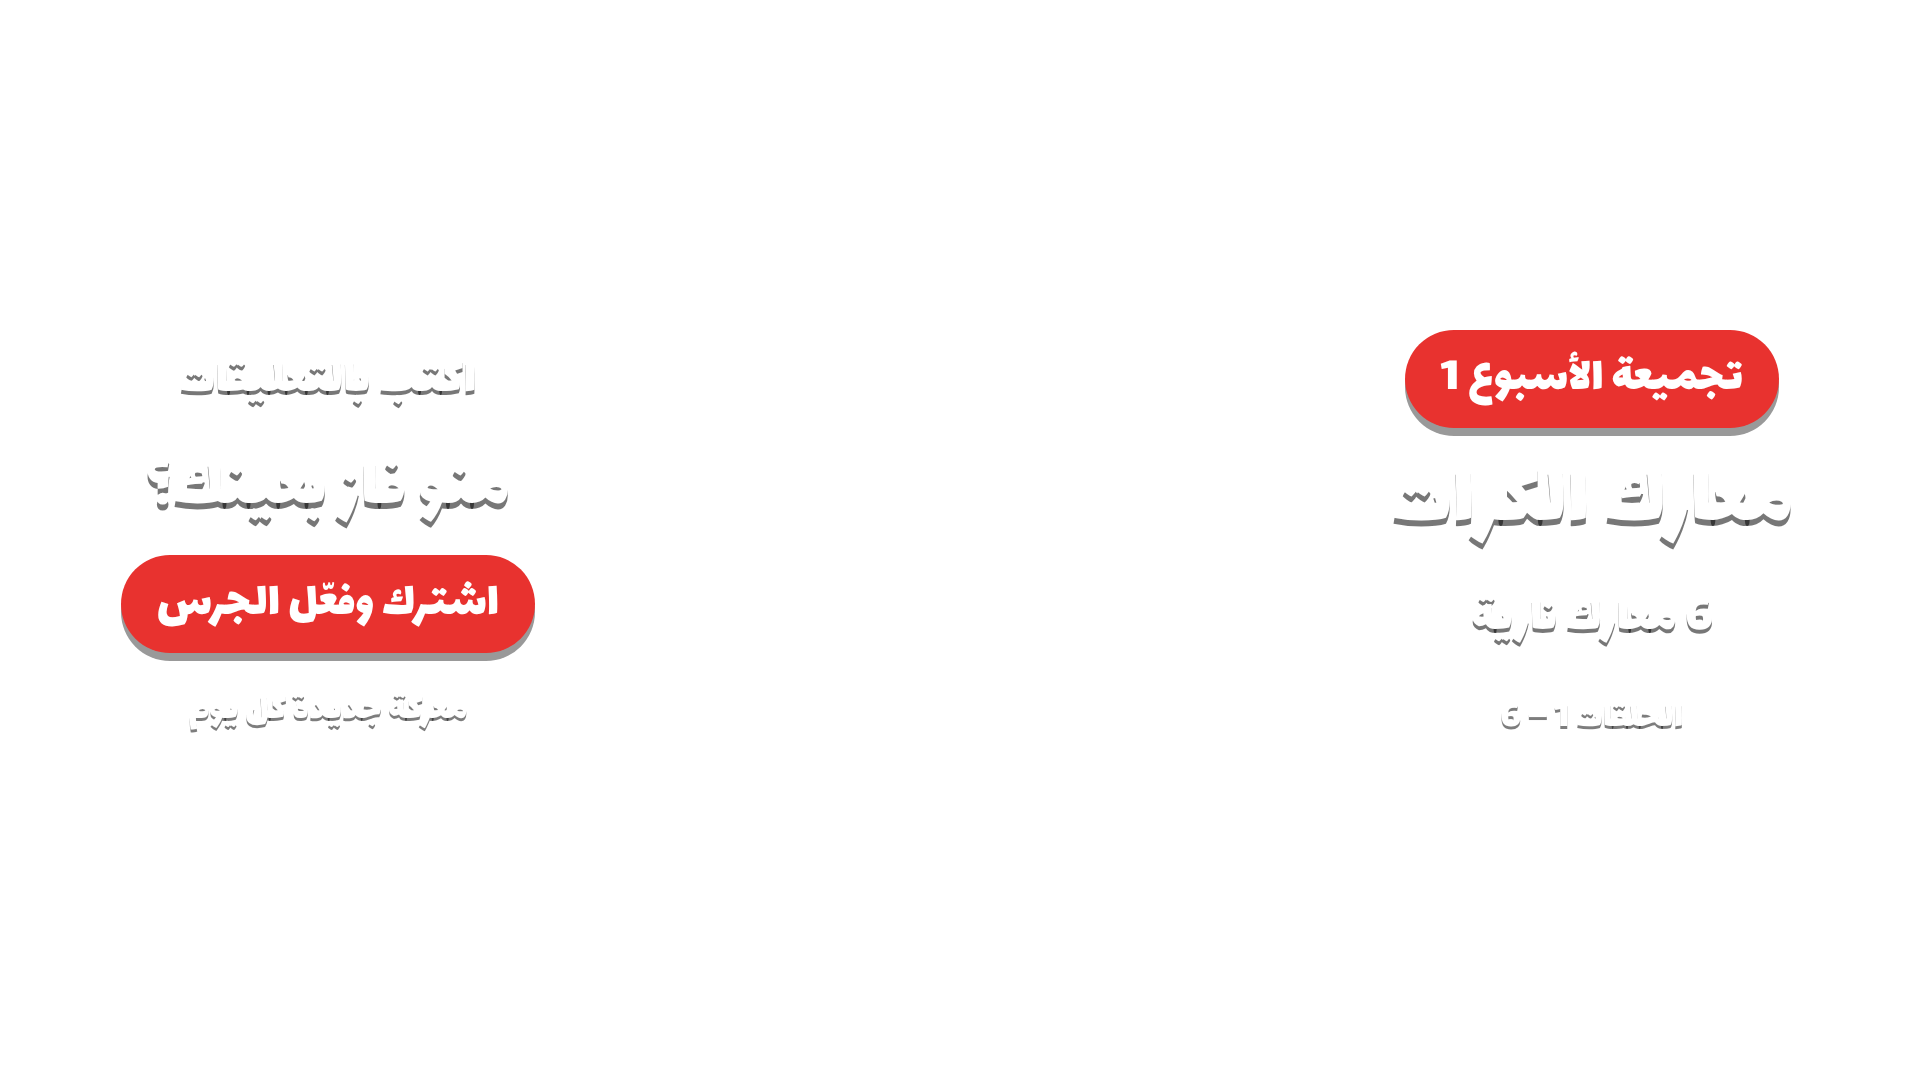 تجميعة الأسبوع 1
معارك الكرات
6 معارك نارية
الحلقات 1 – 6
اكتب بالتعليقات
منو فاز بعينك؟
اشترك وفعّل الجرس
معركة جديدة كل يوم